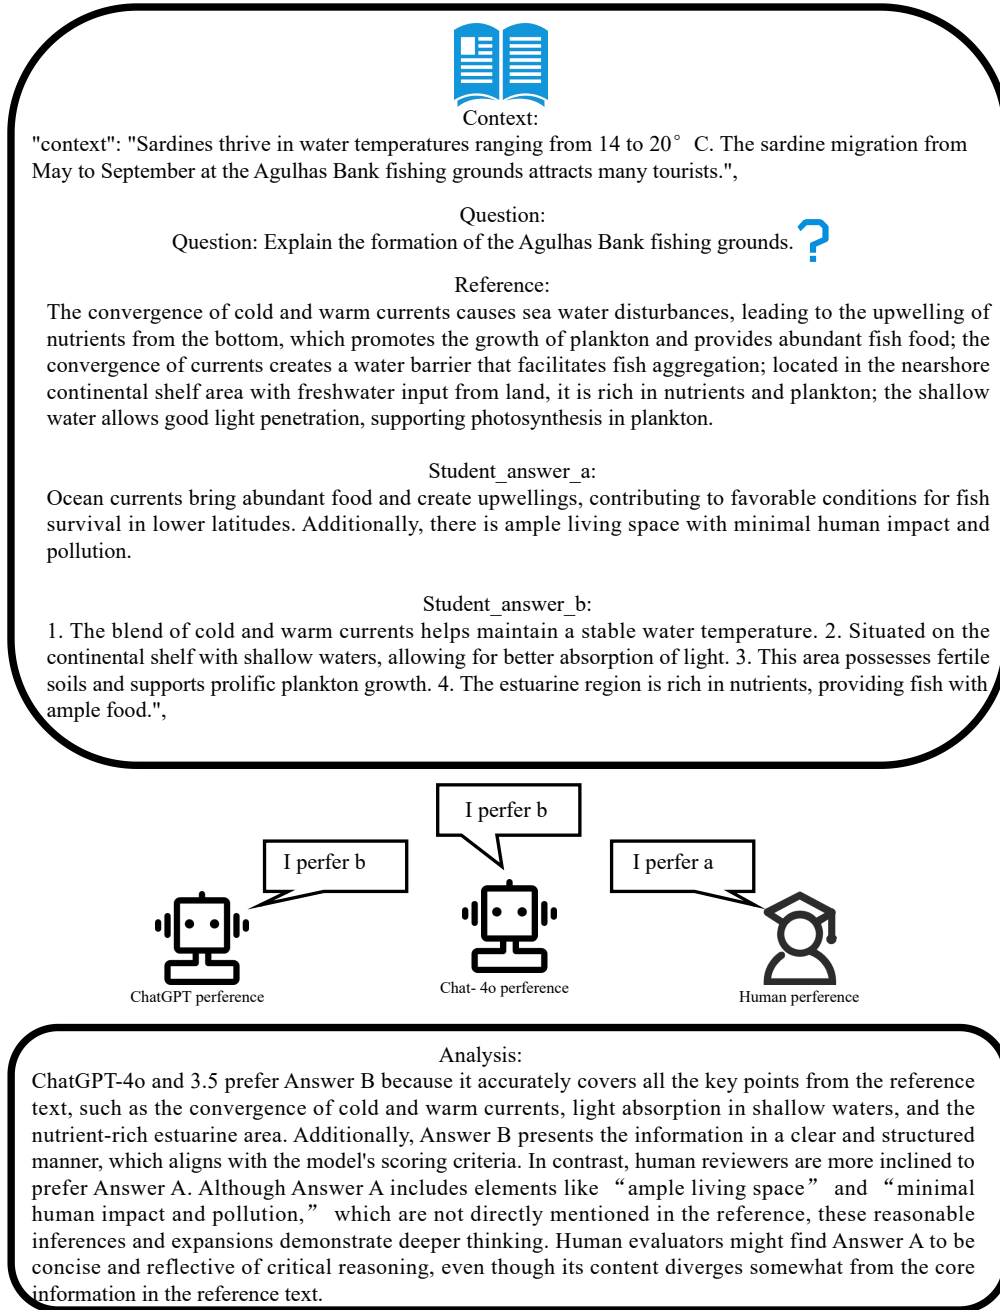 Context:
"context": "Sardines thrive in water temperatures ranging from 14 to 20° C. The sardine migration from
May to September at the Agulhas Bank fishing grounds attracts many tourists.",
Question:
Question: Explain the formation of the Agulhas Bank fishing grounds. ?
Reference:
The convergence of cold and warm currents causes sea water disturbances, leading to the upwelling of
nutrients from the bottom, which promotes the growth of plankton and provides abundant fish food; the
convergence of currents creates a water barrier that facilitates fish aggregation; located in the nearshore
continental shelf area with freshwater input from land, it is rich in nutrients and plankton; the shallow
water allows good light penetration, supporting photosynthesis in plankton.
Student_answer_a:
Ocean currents bring abundant food and create upwellings, contributing to favorable conditions for fish
survival in lower latitudes. Additionally, there is ample living space with minimal human impact and
pollution.
Student_answer_b:
1. The blend of cold and warm currents helps maintain a stable water temperature. 2. Situated on the
continental shelf with shallow waters, allowing for better absorption of light. 3. This area possesses fertile
soils and supports prolific plankton growth. 4. The estuarine region is rich in nutrients, providing fish with
ample food.",
I perfer b
I perfer b
I perfer a
ChatGPT perference
Chat- 4o perference
Human perference
Analysis:
ChatGPT-4o and 3.5 prefer Answer B because it accurately covers all the key points from the reference
text, such as the convergence of cold and warm currents, light absorption in shallow waters, and the
nutrient-rich estuarine area. Additionally, Answer B presents the information in a clear and structured
manner, which aligns with the model's scoring criteria. In contrast, human reviewers are more inclined to
prefer Answer A. Although Answer A includes elements like “ample living space” and “minimal
human impact and pollution,” which are not directly mentioned in the reference, these reasonable
inferences and expansions demonstrate deeper thinking. Human evaluators might find Answer A to be
concise and reflective of critical reasoning, even though its content diverges somewhat from the core
information in the reference text.